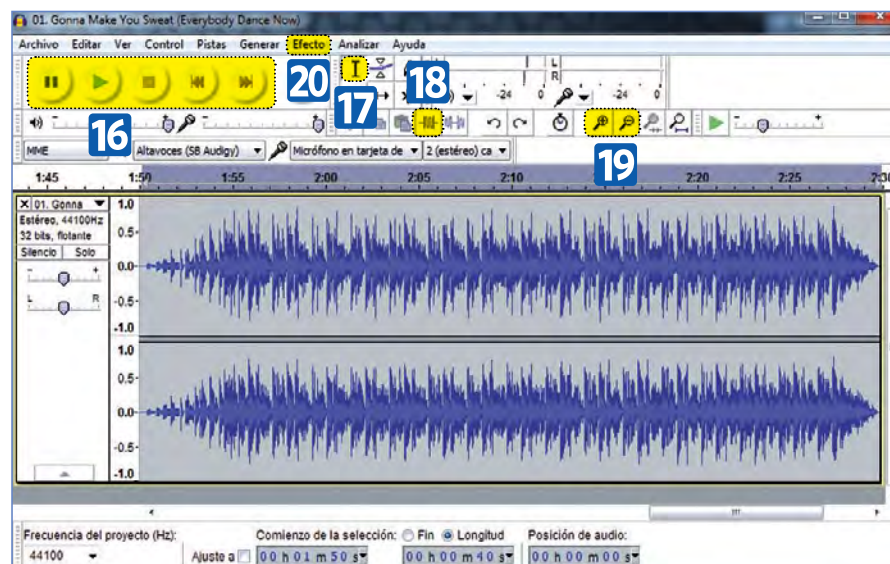 01. Gonna Make You Sweat (Everybody Dance Now)
Archivo Editar Ver Control Pistas Generar Efecto Analizar Ayuda
20
17
18
L
R
-24 0
-24 0
16
19
MME
Altavoces (SB Audigy)
Micrófono en tarjeta de
2 (estéreo) ca
1:45 1:50 1:55 2:00 2:05 2:10 2:20 2:25 2:30
X 01. Gonna
Estéreo, 44100Hz
32 bits, flotante
Silencio Solo
- +
L R
1.0
0.5
0.0
-0.5
-1.0
1.0
0.5
0.0
-0.5
-1.0
Frecuencia del proyecto (Hz):
44100
Ajuste a
Comienzo de la selección:
Fin
Longitud
Posición de audio:
00 h 01 m 50 s
00 h 00 m 40 s
00 h 00 m 00 s